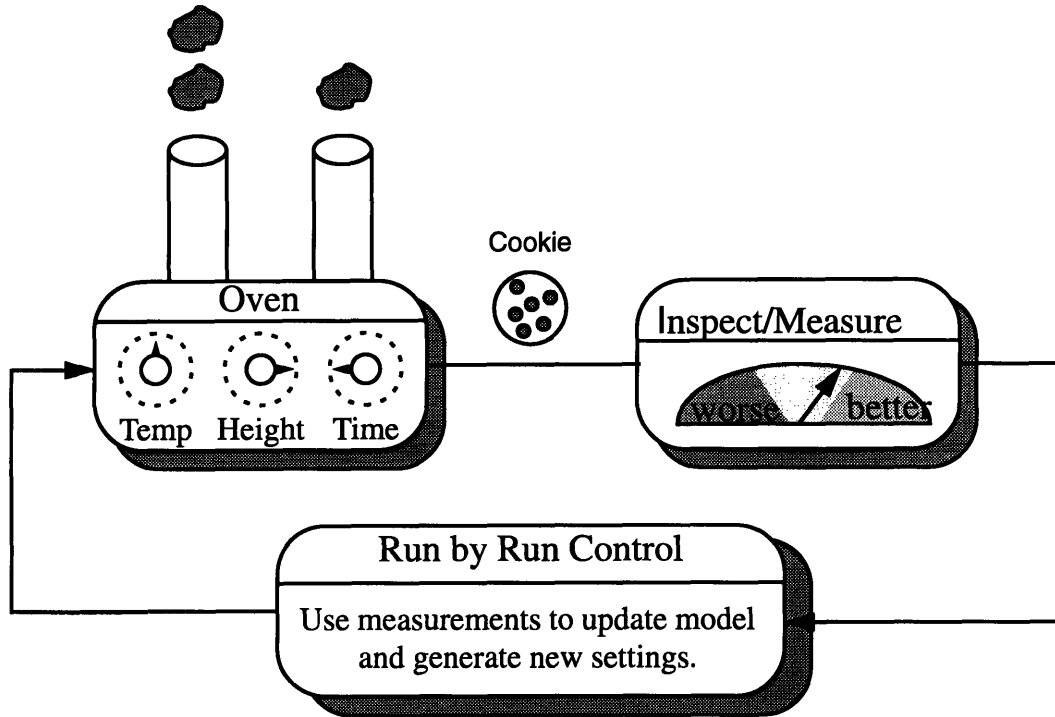 Cookie
Oven
Temp Height Time
Inspect/Measure
worse better
Run by Run Control
Use measurements to update model
and generate new settings.